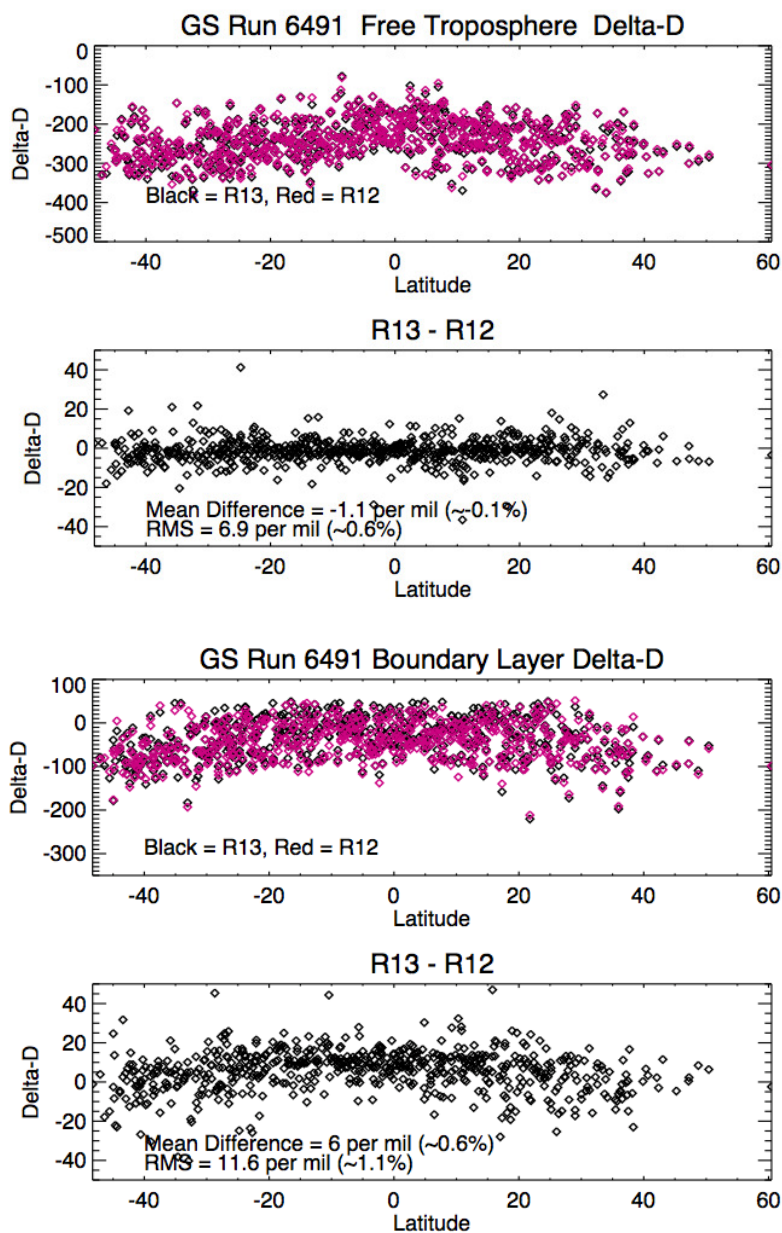 GS Run 6491 Free Troposphere Delta-D
0
-100
-200
-300
-400
-500
Delta-D
Black = R13, Red = R12
-40 -20 0 20 40 60
Latitude
R13 - R12
40
20
0
-20
-40
Delta-D
Mean Difference = -1.1 per mil (~-0.1%)
RMS = 6.9 per mil (~0.6%)
-40 -20 0 20 40 60
Latitude
GS Run 6491 Boundary Layer Delta-D
100
0
-100
-200
-300
Delta-D
Black = R13, Red = R12
-40 -20 0 20 40 60
Latitude
R13 - R12
40
20
0
-20
-40
Delta-D
Mean Difference = 6 per mil (~0.6%)
RMS = 11.6 per mil (~1.1%)
-40 -20 0 20 40 60
Latitude